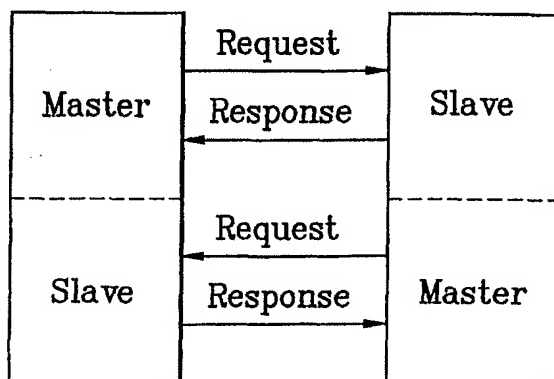 Request
Master
Response
Slave
Request
Slave
Response
Master